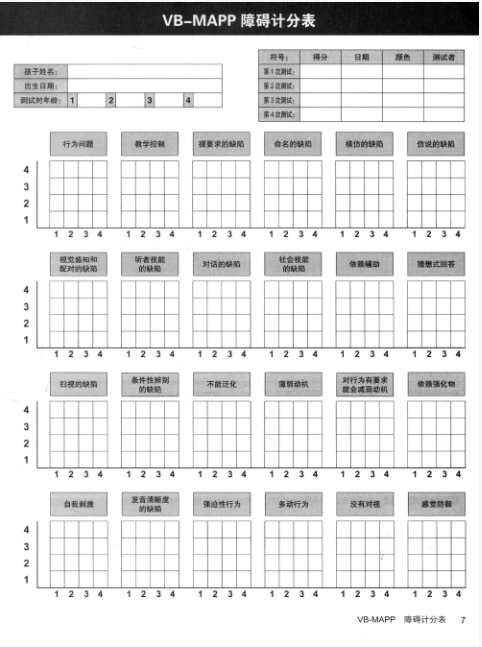 VB–MAPP 障碍计分表
符号: 得分 日期 颜色 测试者
孩子姓名: 第1次测试:
出生日期: 第2次测试:
测试时年龄: 1 2 3 4 第3次测试:
第4次测试:
行为问题 教学控制 提要求的缺陷 命名的缺陷 模仿的缺陷 仿说的缺陷
4
3
2
1
1 2 3 4 1 2 3 4 1 2 3 4 1 2 3 4 1 2 3 4 1 2 3 4
视觉感知和 听者技能 对话的缺陷 社会技能 依赖辅助 猜想式回答
配对的缺陷 的缺陷 的缺陷
4
3
2
1
1 2 3 4 1 2 3 4 1 2 3 4 1 2 3 4 1 2 3 4 1 2 3 4
扫视的缺陷 条件性辨别 不能泛化 薄弱动机 对行为有要求 依赖强化物
的缺陷 就会减弱动机
4
3
2
1
1 2 3 4 1 2 3 4 1 2 3 4 1 2 3 4 1 2 3 4 1 2 3 4
自我刺激 发音清晰度 强迫性行为 多动行为 没有对视 感觉防御
的缺陷
4
3
2
1
1 2 3 4 1 2 3 4 1 2 3 4 1 2 3 4 1 2 3 4 1 2 3 4
VB-MAPP 障碍计分表 7